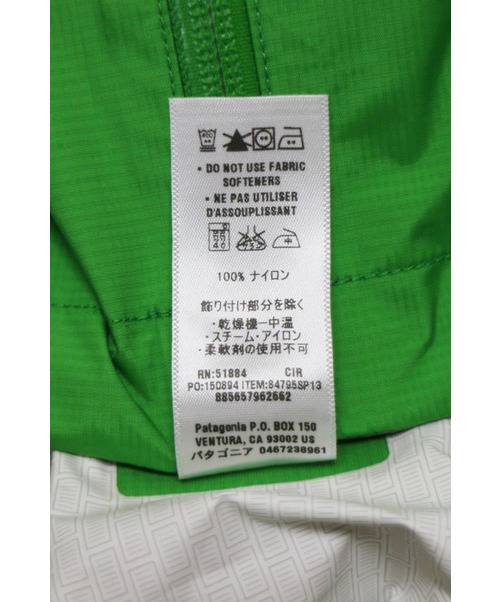 • DO NOT USE FABRIC
SOFTENERS
• NE PAS UTILISER
D'ASSOUPLISSANT
100% ナイロン
飾り付け部分を除く
・乾燥機ー中温
・スチーム・アイロン
・柔軟剤の使用不可
RN:51884 CIR
PO:150894 ITEM:84795SP13
885657962662
Patagonia P.O. BOX 150
VENTURA, CA 93002 US
パタゴニア 0467238961